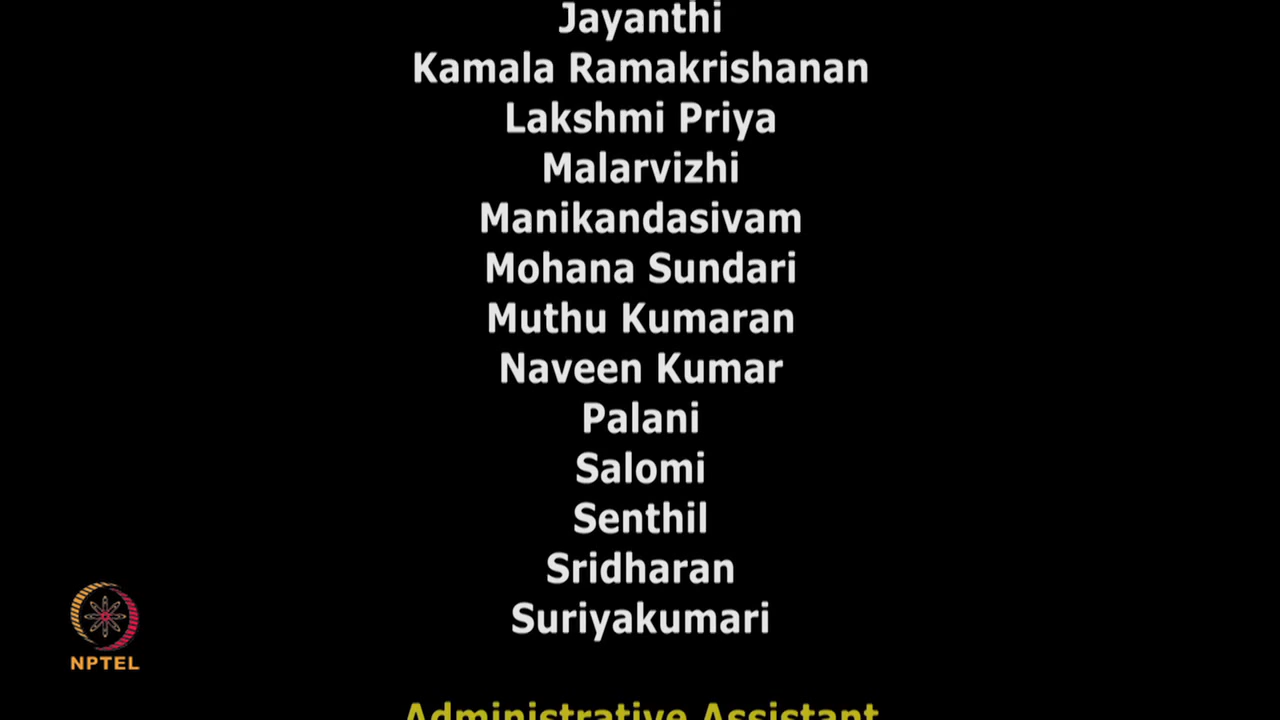 Jayanthi
Kamala Ramakrishanan
Lakshmi Priya
Malarvizhi
Manikandasivam
Mohana Sundari
Muthu Kumaran
Naveen Kumar
Palani
Salomi
Senthil
Sridharan
Suriyakumari
NPTEL
Administrative Assistant